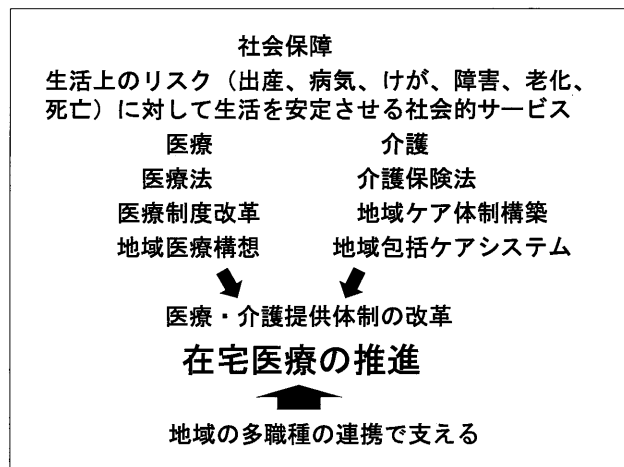 社会保障
生活上のリスク（出産、病気、けが、障害、老化、
死亡）に対して生活を安定させる社会的サービス
医療 介護
医療法 介護保険法
医療制度改革 地域ケア体制構築
地域医療構想 地域包括ケアシステム
医療・介護提供体制の改革
在宅医療の推進
地域の多職種の連携で支える